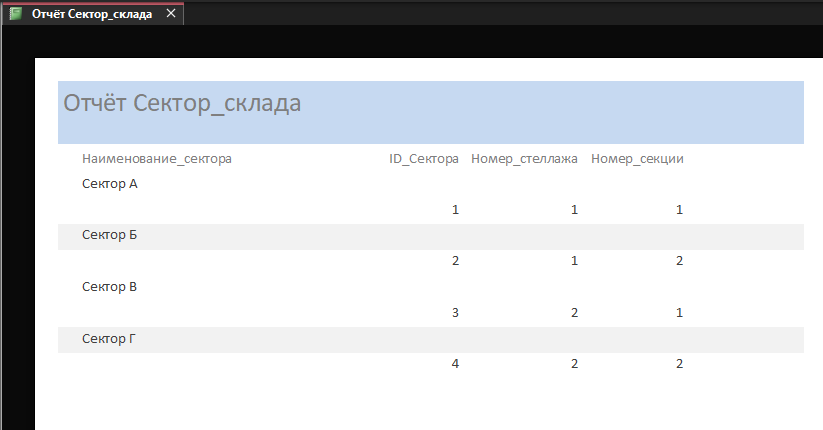 Отчёт Сектор_склада
Отчёт Сектор_склада
Наименование_сектора ID_Сектора Номер_стеллажа Номер_секции
Сектор А
1 1 1
Сектор Б
2 1 2
Сектор В
3 2 1
Сектор Г
4 2 2